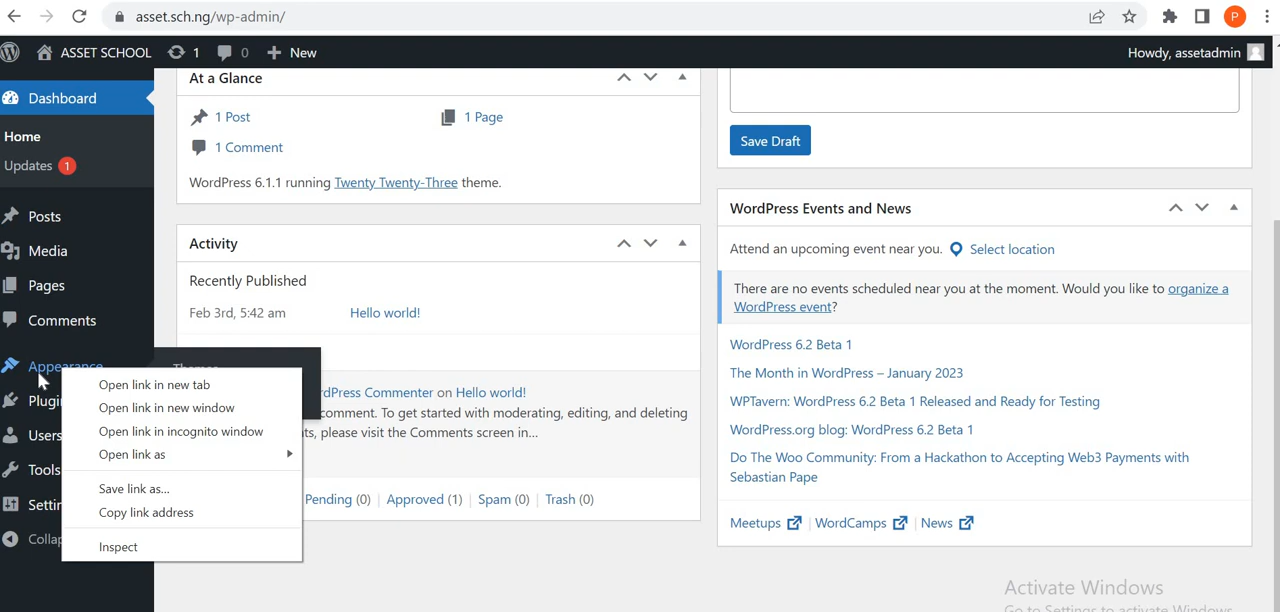 asset.sch.ng/wp-admin/
P
ASSET SCHOOL 1 0 New
Howdy, assetadmin
Dashboard
Home
Updates 1
Posts
Media
Pages
Comments
Appearance
Users
Tools
At a Glance
1 Post
1 Page
1 Comment
WordPress 6.1.1 running Twenty Twenty-Three theme.
Activity
Recently Published
Feb 3rd, 5:42 am Hello world!
Themes
Open link in new tab
Open link in new window
Open link in incognito window
Open link as
Save link as...
Copy link address
Inspect
Commenter on Hello world!
comment. To get started with moderating, editing, and deleting
please visit the Comments screen in...
Pending (0) | Approved (1) | Spam (0) | Trash (0)
Save Draft
WordPress Events and News
Attend an upcoming event near you. Select location
There are no events scheduled near you at the moment. Would you like to organize a
WordPress event?
WordPress 6.2 Beta 1
The Month in WordPress – January 2023
WPTavern: WordPress 6.2 Beta 1 Released and Ready for Testing
WordPress.org blog: WordPress 6.2 Beta 1
Do The Woo Community: From a Hackathon to Accepting Web3 Payments with
Sebastian Pape
Meetups | WordCamps | News
Activate Windows
Go to Settings to activate Windows.